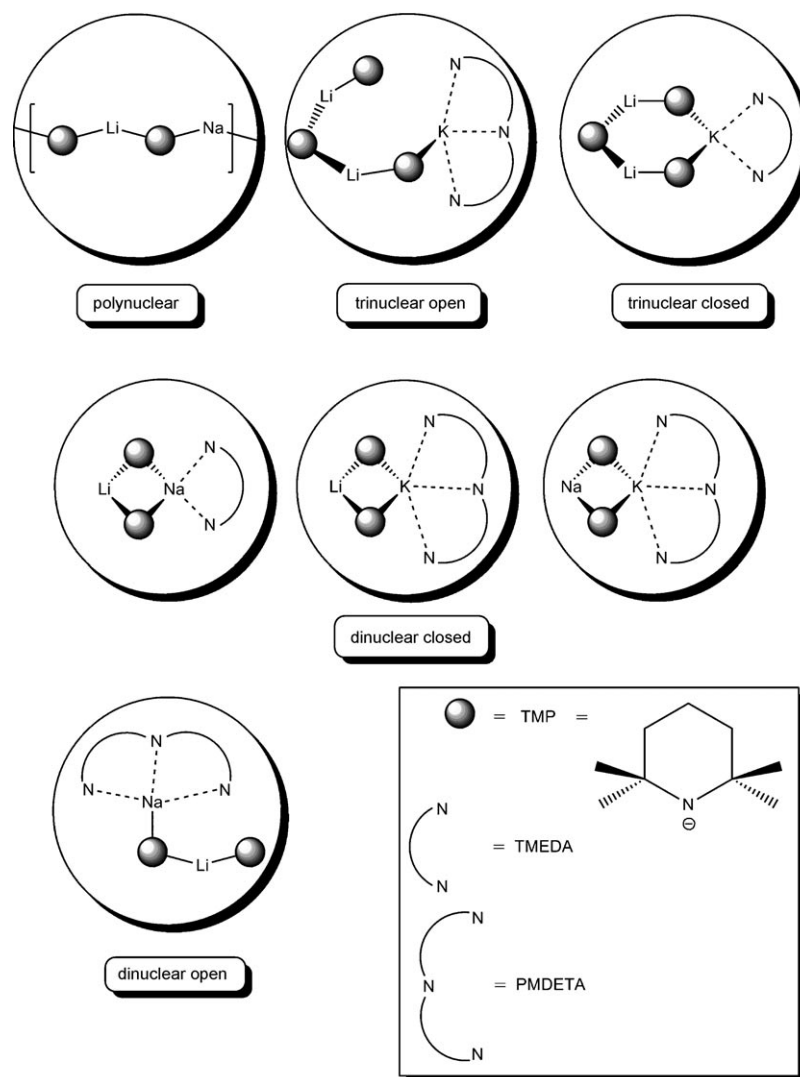 Li
Na
polynuclear
Li
Li
K
N
N
N
trinuclear open
Li
Li
K
N
N
trinuclear closed
Li
Na
N
N
Li
K
N
N
N
Na
K
N
N
N
dinuclear closed
N
N
N
Na
Li
dinuclear open
= TMP =
N
⊖
N
N
= TMEDA
N
N
N
= PMDETA